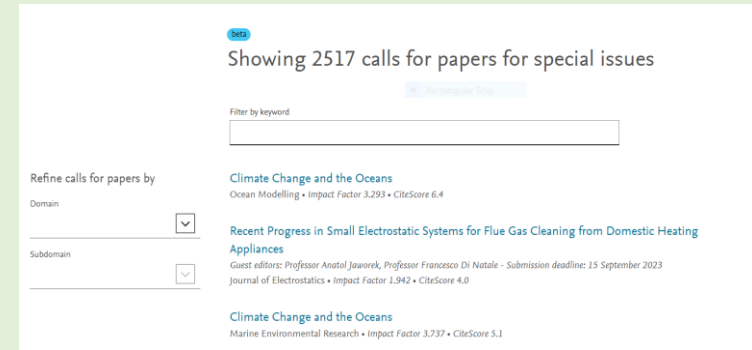 beta
Showing 2517 calls for papers for special issues
Rectangular Snip
Filter by keyword
Refine calls for papers by
Domain
Subdomain
Climate Change and the Oceans
Ocean Modelling • Impact Factor 3.293 • CiteScore 6.4
Recent Progress in Small Electrostatic Systems for Flue Gas Cleaning from Domestic Heating
Appliances
Guest editors: Professor Anatol Jaworek, Professor Francesco Di Natale - Submission deadline: 15 September 2023
Journal of Electrostatics • Impact Factor 1.942 • CiteScore 4.0
Climate Change and the Oceans
Marine Environmental Research • Impact Factor 3.737 • CiteScore 5.1